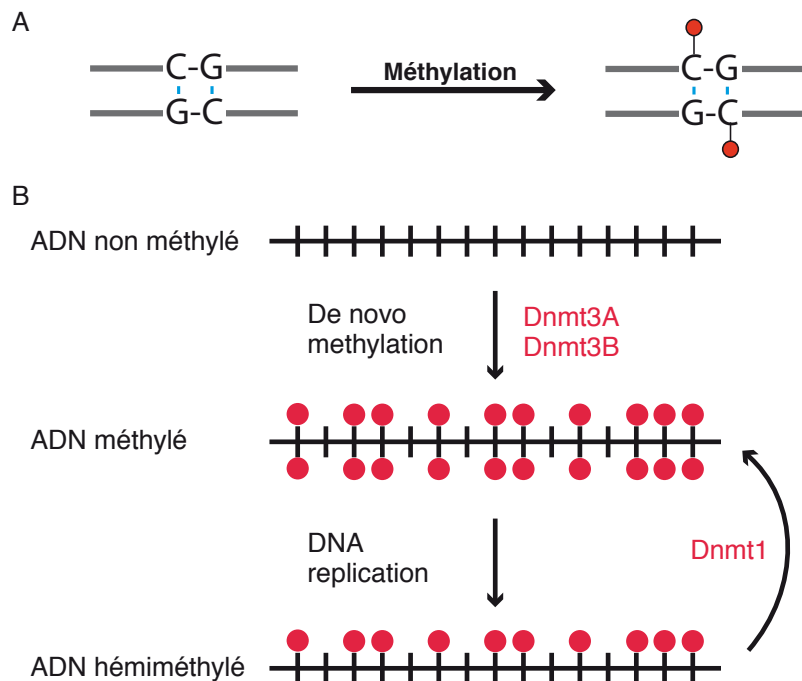 A
C-G
G-C
Méthylation
C-G
G-C
B
ADN non méthylé
De novo
methylation
Dnmt3A
Dnmt3B
ADN méthylé
DNA
replication
Dnmt1
ADN hémiméthylé